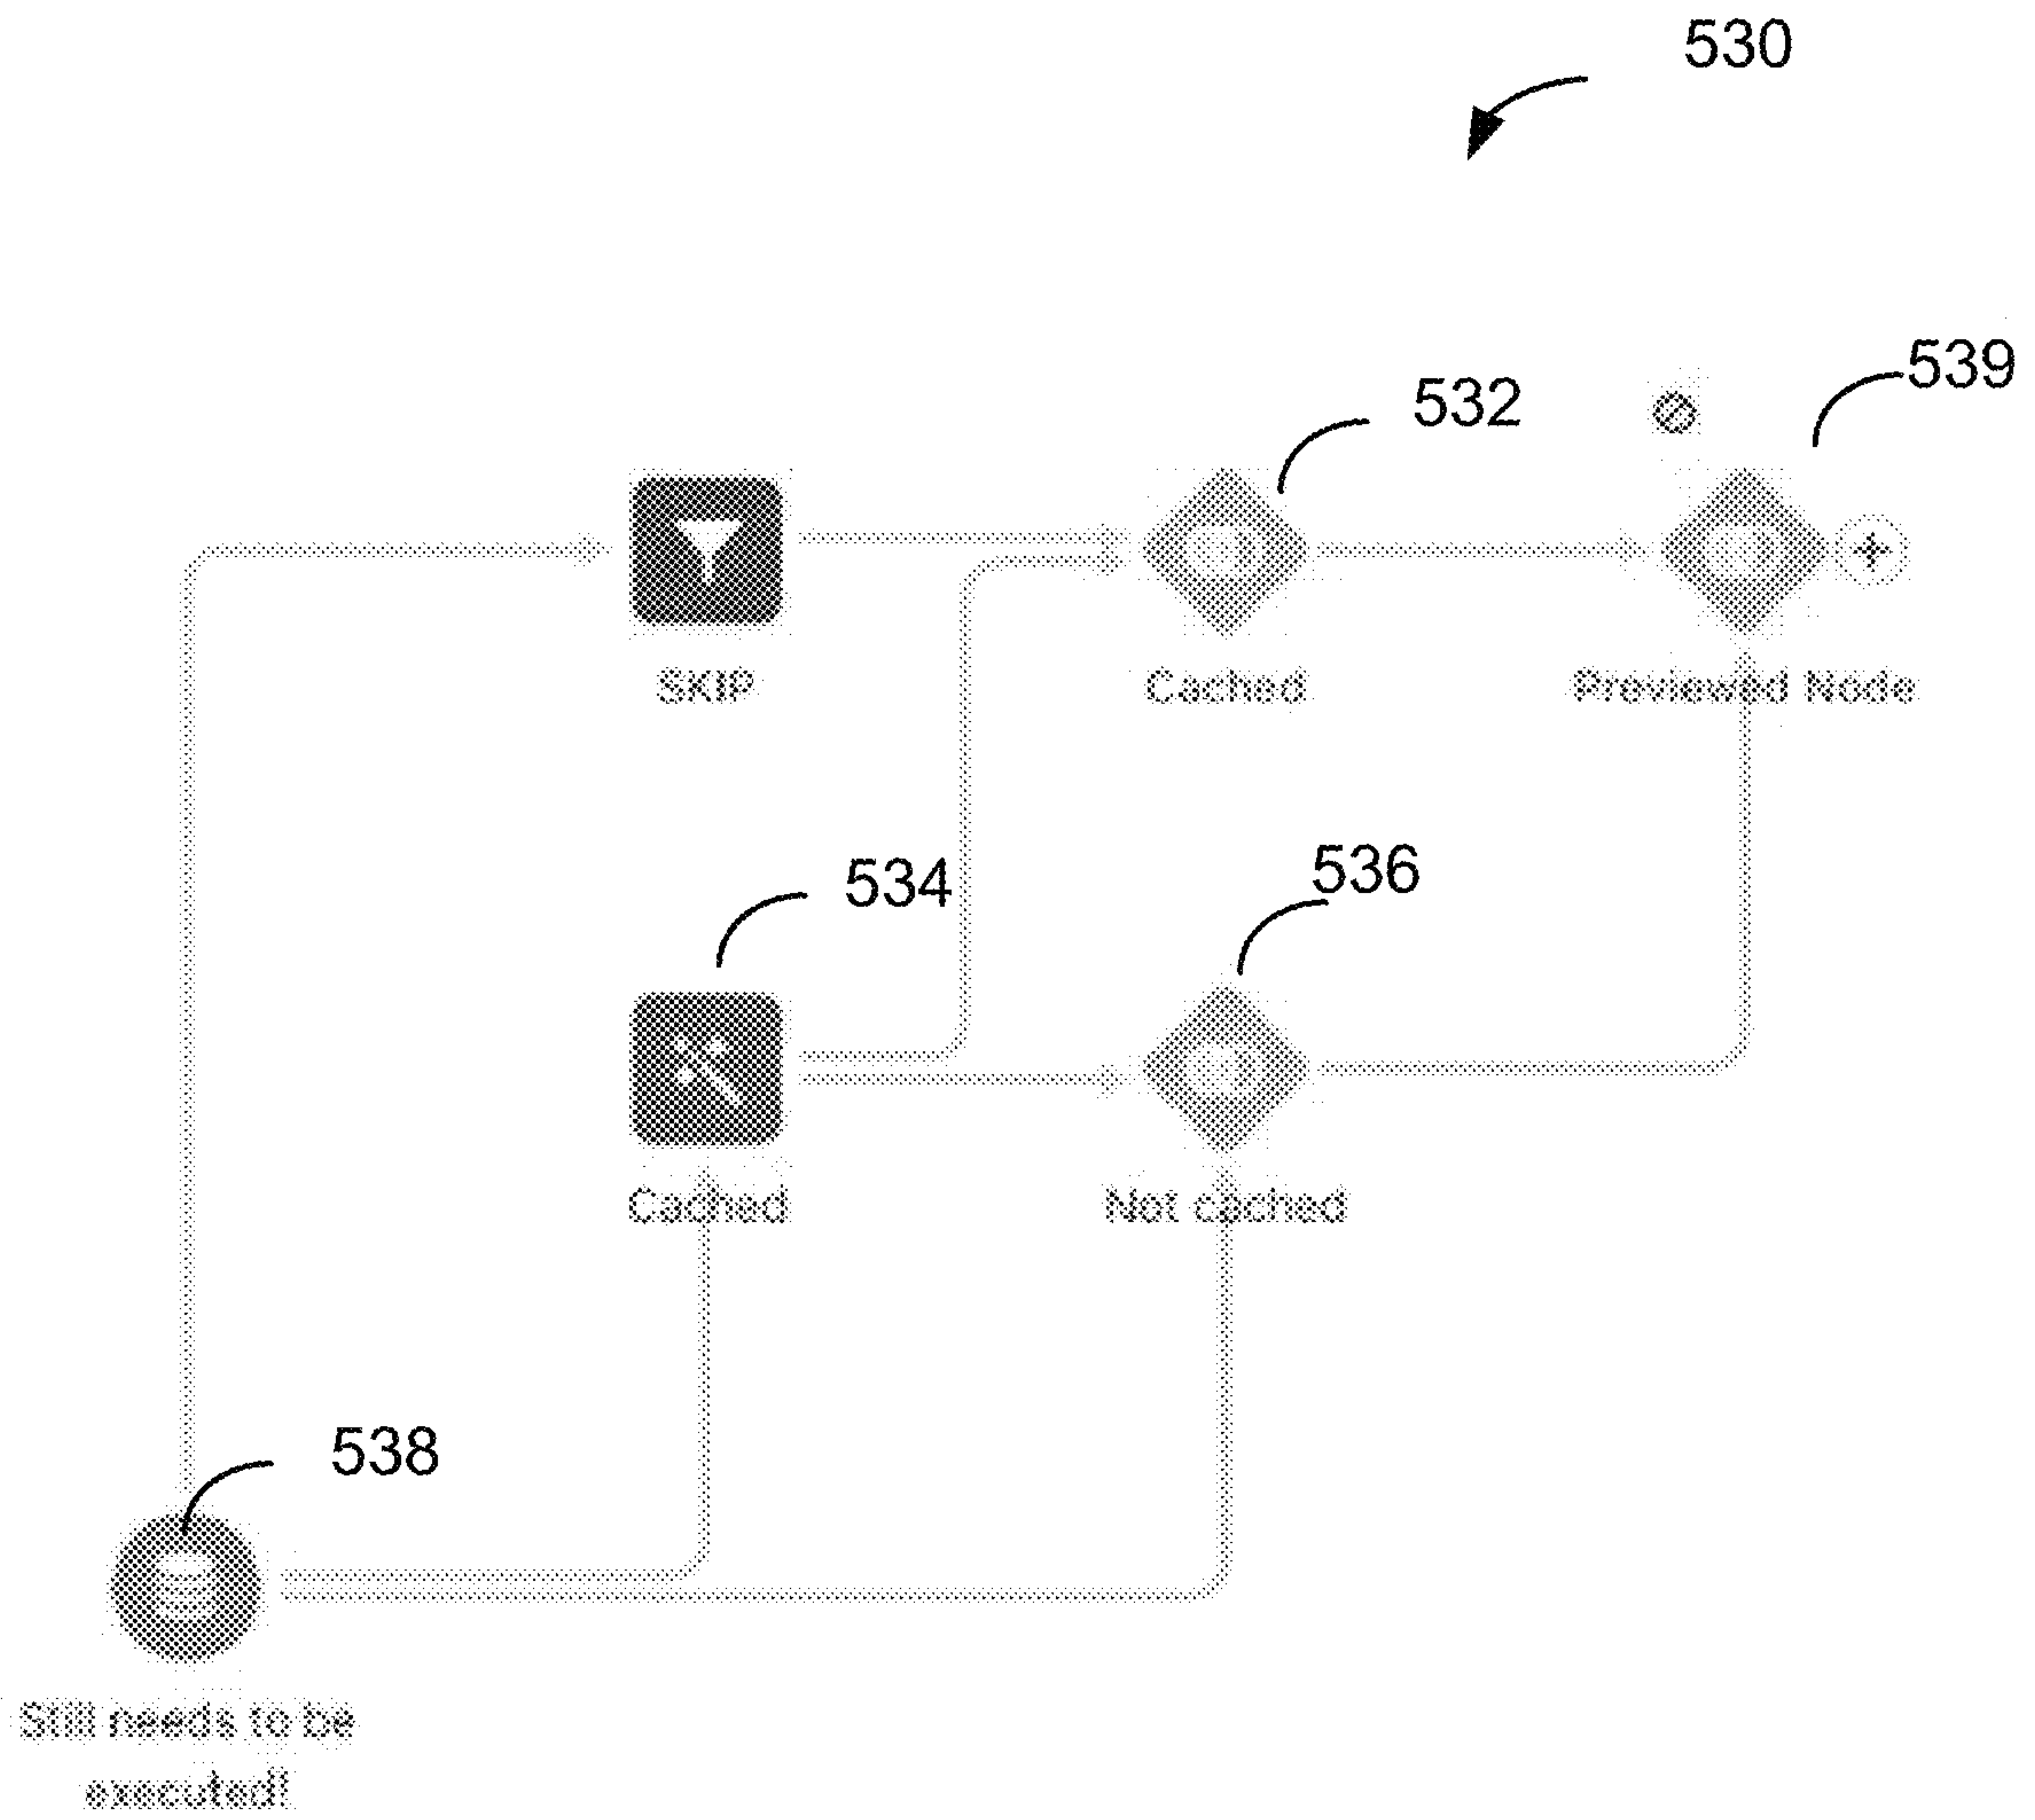 530
539
532
SKIP
Cached
Previewed Node
534
536
Cached
Not cached
538
Still needs to be
executed!